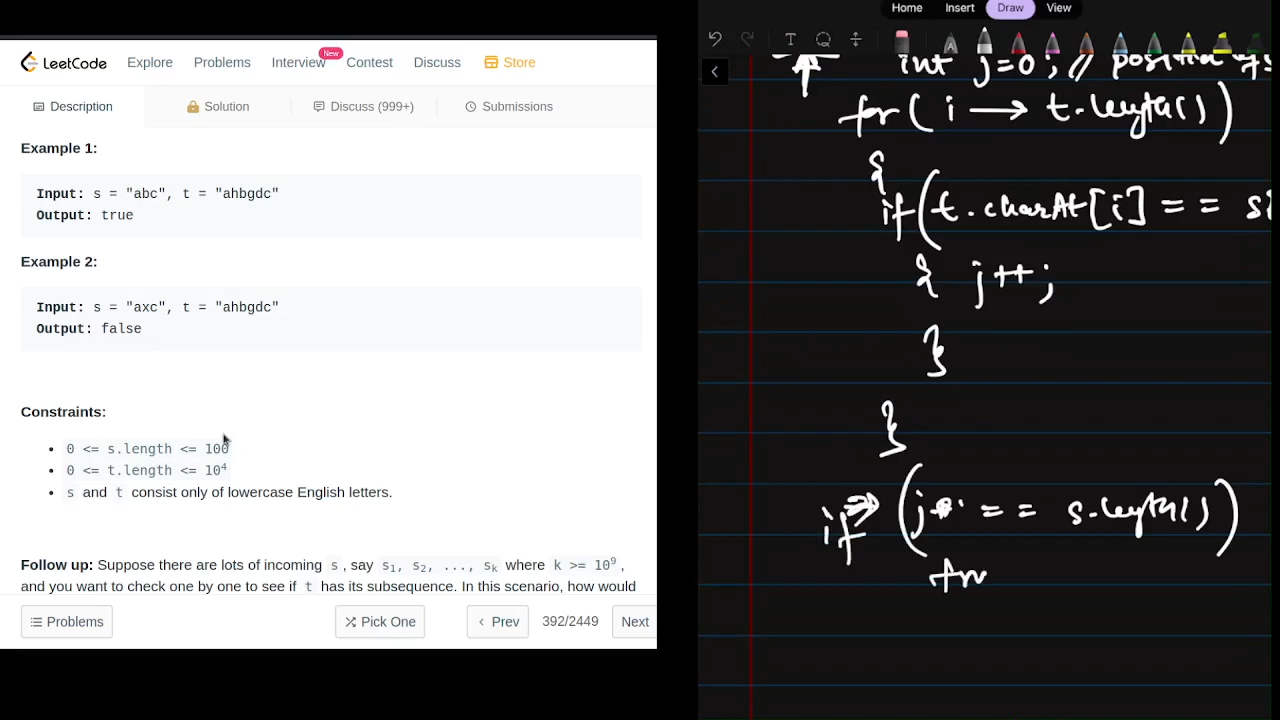 LeetCode
Explore
Problems
Interview
New
Contest
Discuss
Store
Description
Solution
Discuss (999+)
Submissions
Example 1:
Input: s = "abc", t = "ahbgdc"
Output: true
Example 2:
Input: s = "axc", t = "ahbgdc"
Output: false
Constraints:
0 <= s.length <= 100
0 <= t.length <= 10⁴
s and t consist only of lowercase English letters.
Follow up: Suppose there are lots of incoming s, say s₁, s₂, ..., sₖ where k >= 10⁹,
and you want to check one by one to see if t has its subsequence. In this scenario, how would
Problems
Pick One
Prev
392/2449
Next
Home
Insert
Draw
View
int j=0; // position
for( i → t.length())
{
if( t.charAt[i] ==
{ j++;
}
}
if (j == s.length())
tru